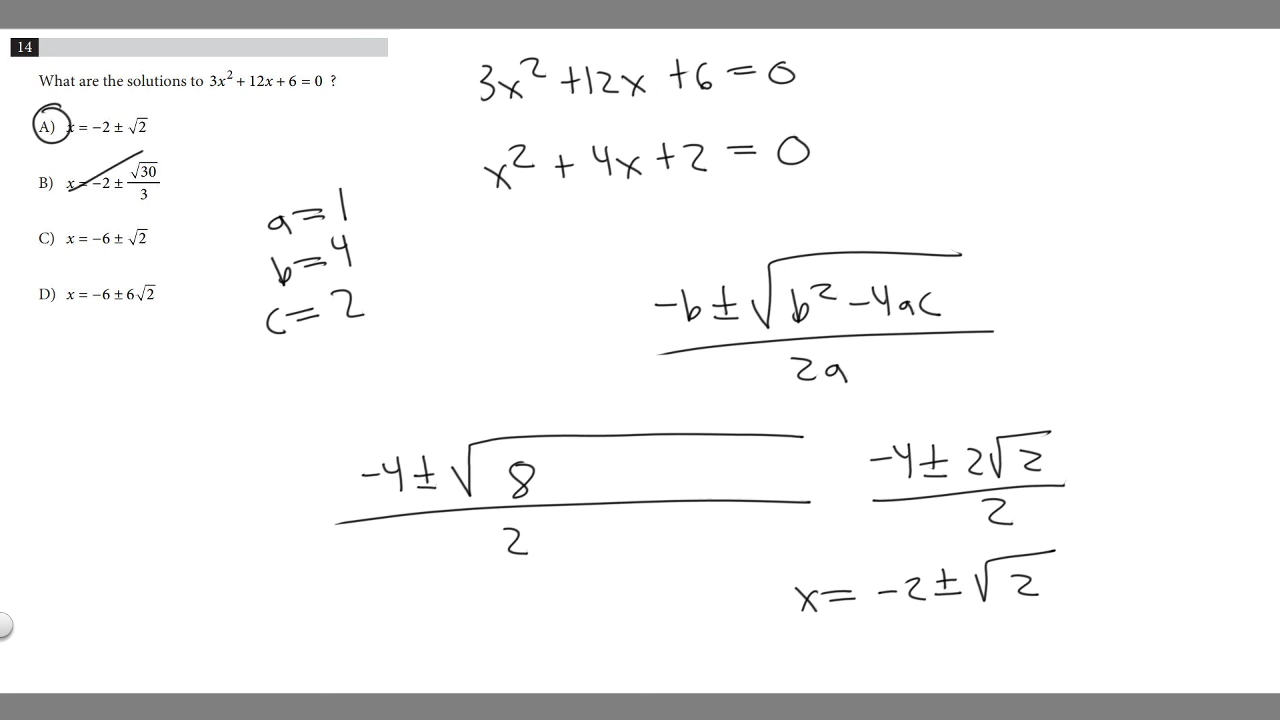 14
What are the solutions to 3x² + 12x + 6 = 0 ?
A) x = −2 ± √2
B) x = −2 ± √30/3
C) x = −6 ± √2
D) x = −6 ± 6√2
3x² + 12x + 6 = 0
x² + 4x + 2 = 0
a = 1
b = 4
c = 2
−b ± √(b² − 4ac)
2a
−4 ± √8
2
−4 ± 2√2
2
x = −2 ± √2